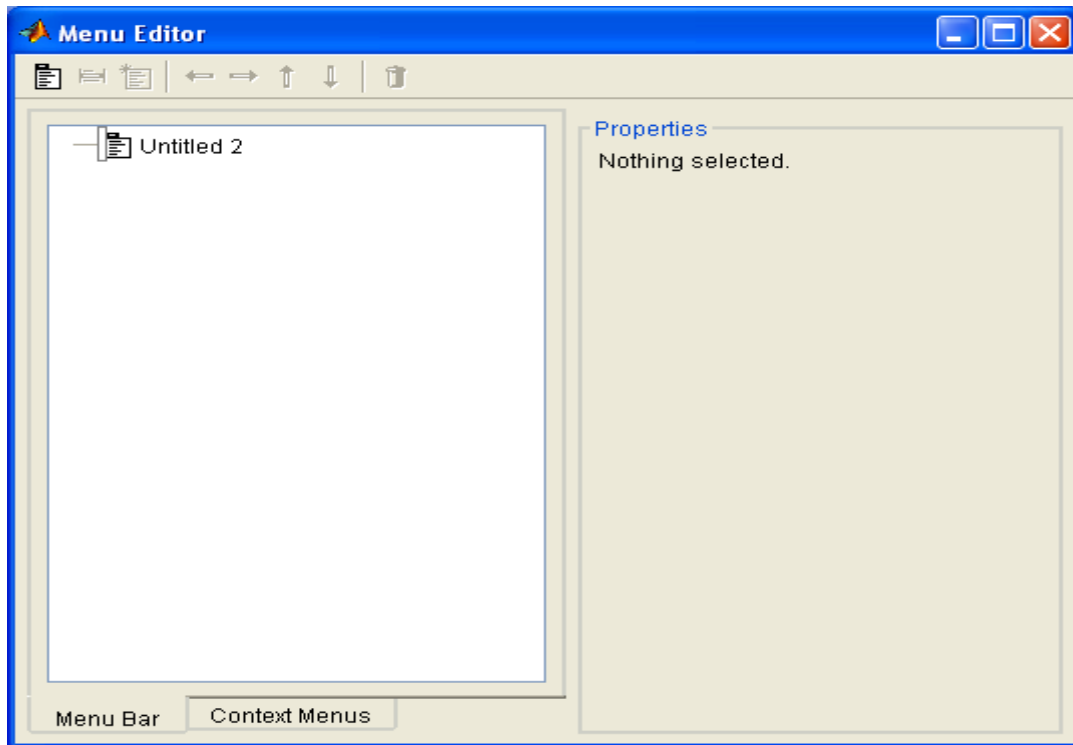 Menu Editor
Untitled 2
Properties
Nothing selected.
Menu Bar
Context Menus